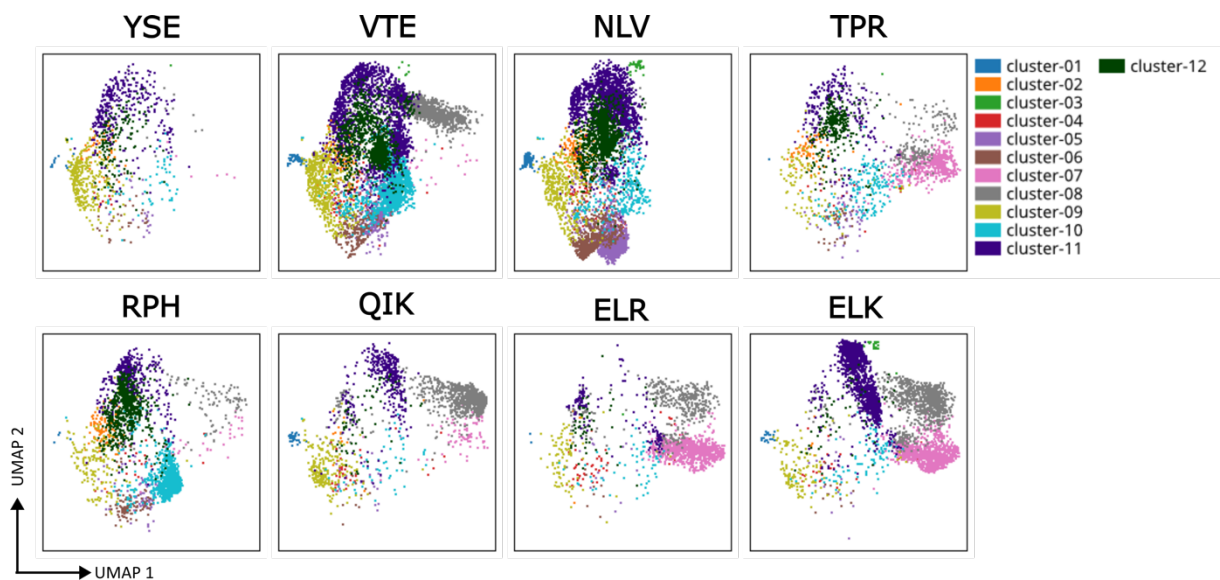 YSE
VTE
NLV
TPR
cluster-01
cluster-02
cluster-03
cluster-04
cluster-05
cluster-06
cluster-07
cluster-08
cluster-09
cluster-10
cluster-11
cluster-12
RPH
QIK
ELR
ELK
UMAP 2
UMAP 1